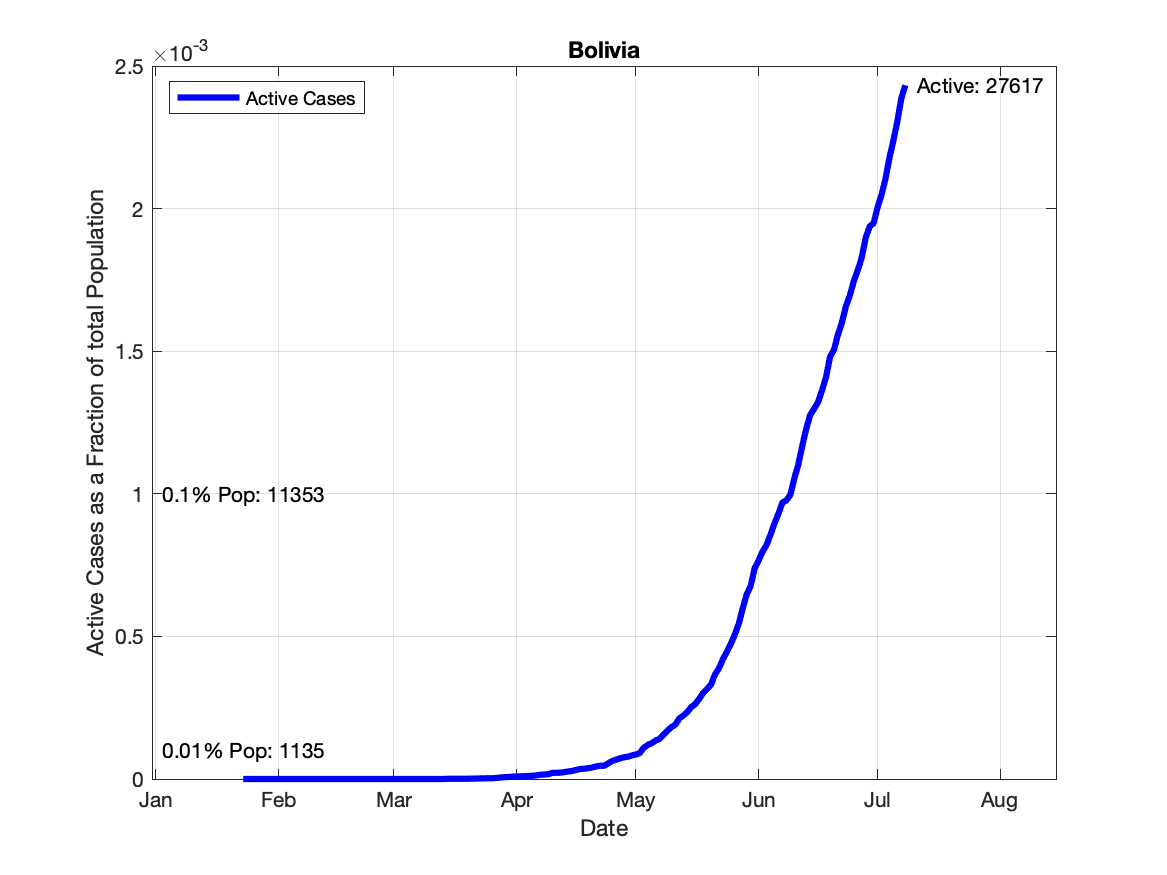 Bolivia
×10-3
2.5
2
1.5
1
0.5
0
Active Cases as a Fraction of total Population
Active Cases
Active: 27617
0.1% Pop: 11353
0.01% Pop: 1135
Jan Feb Mar Apr May Jun Jul Aug
Date